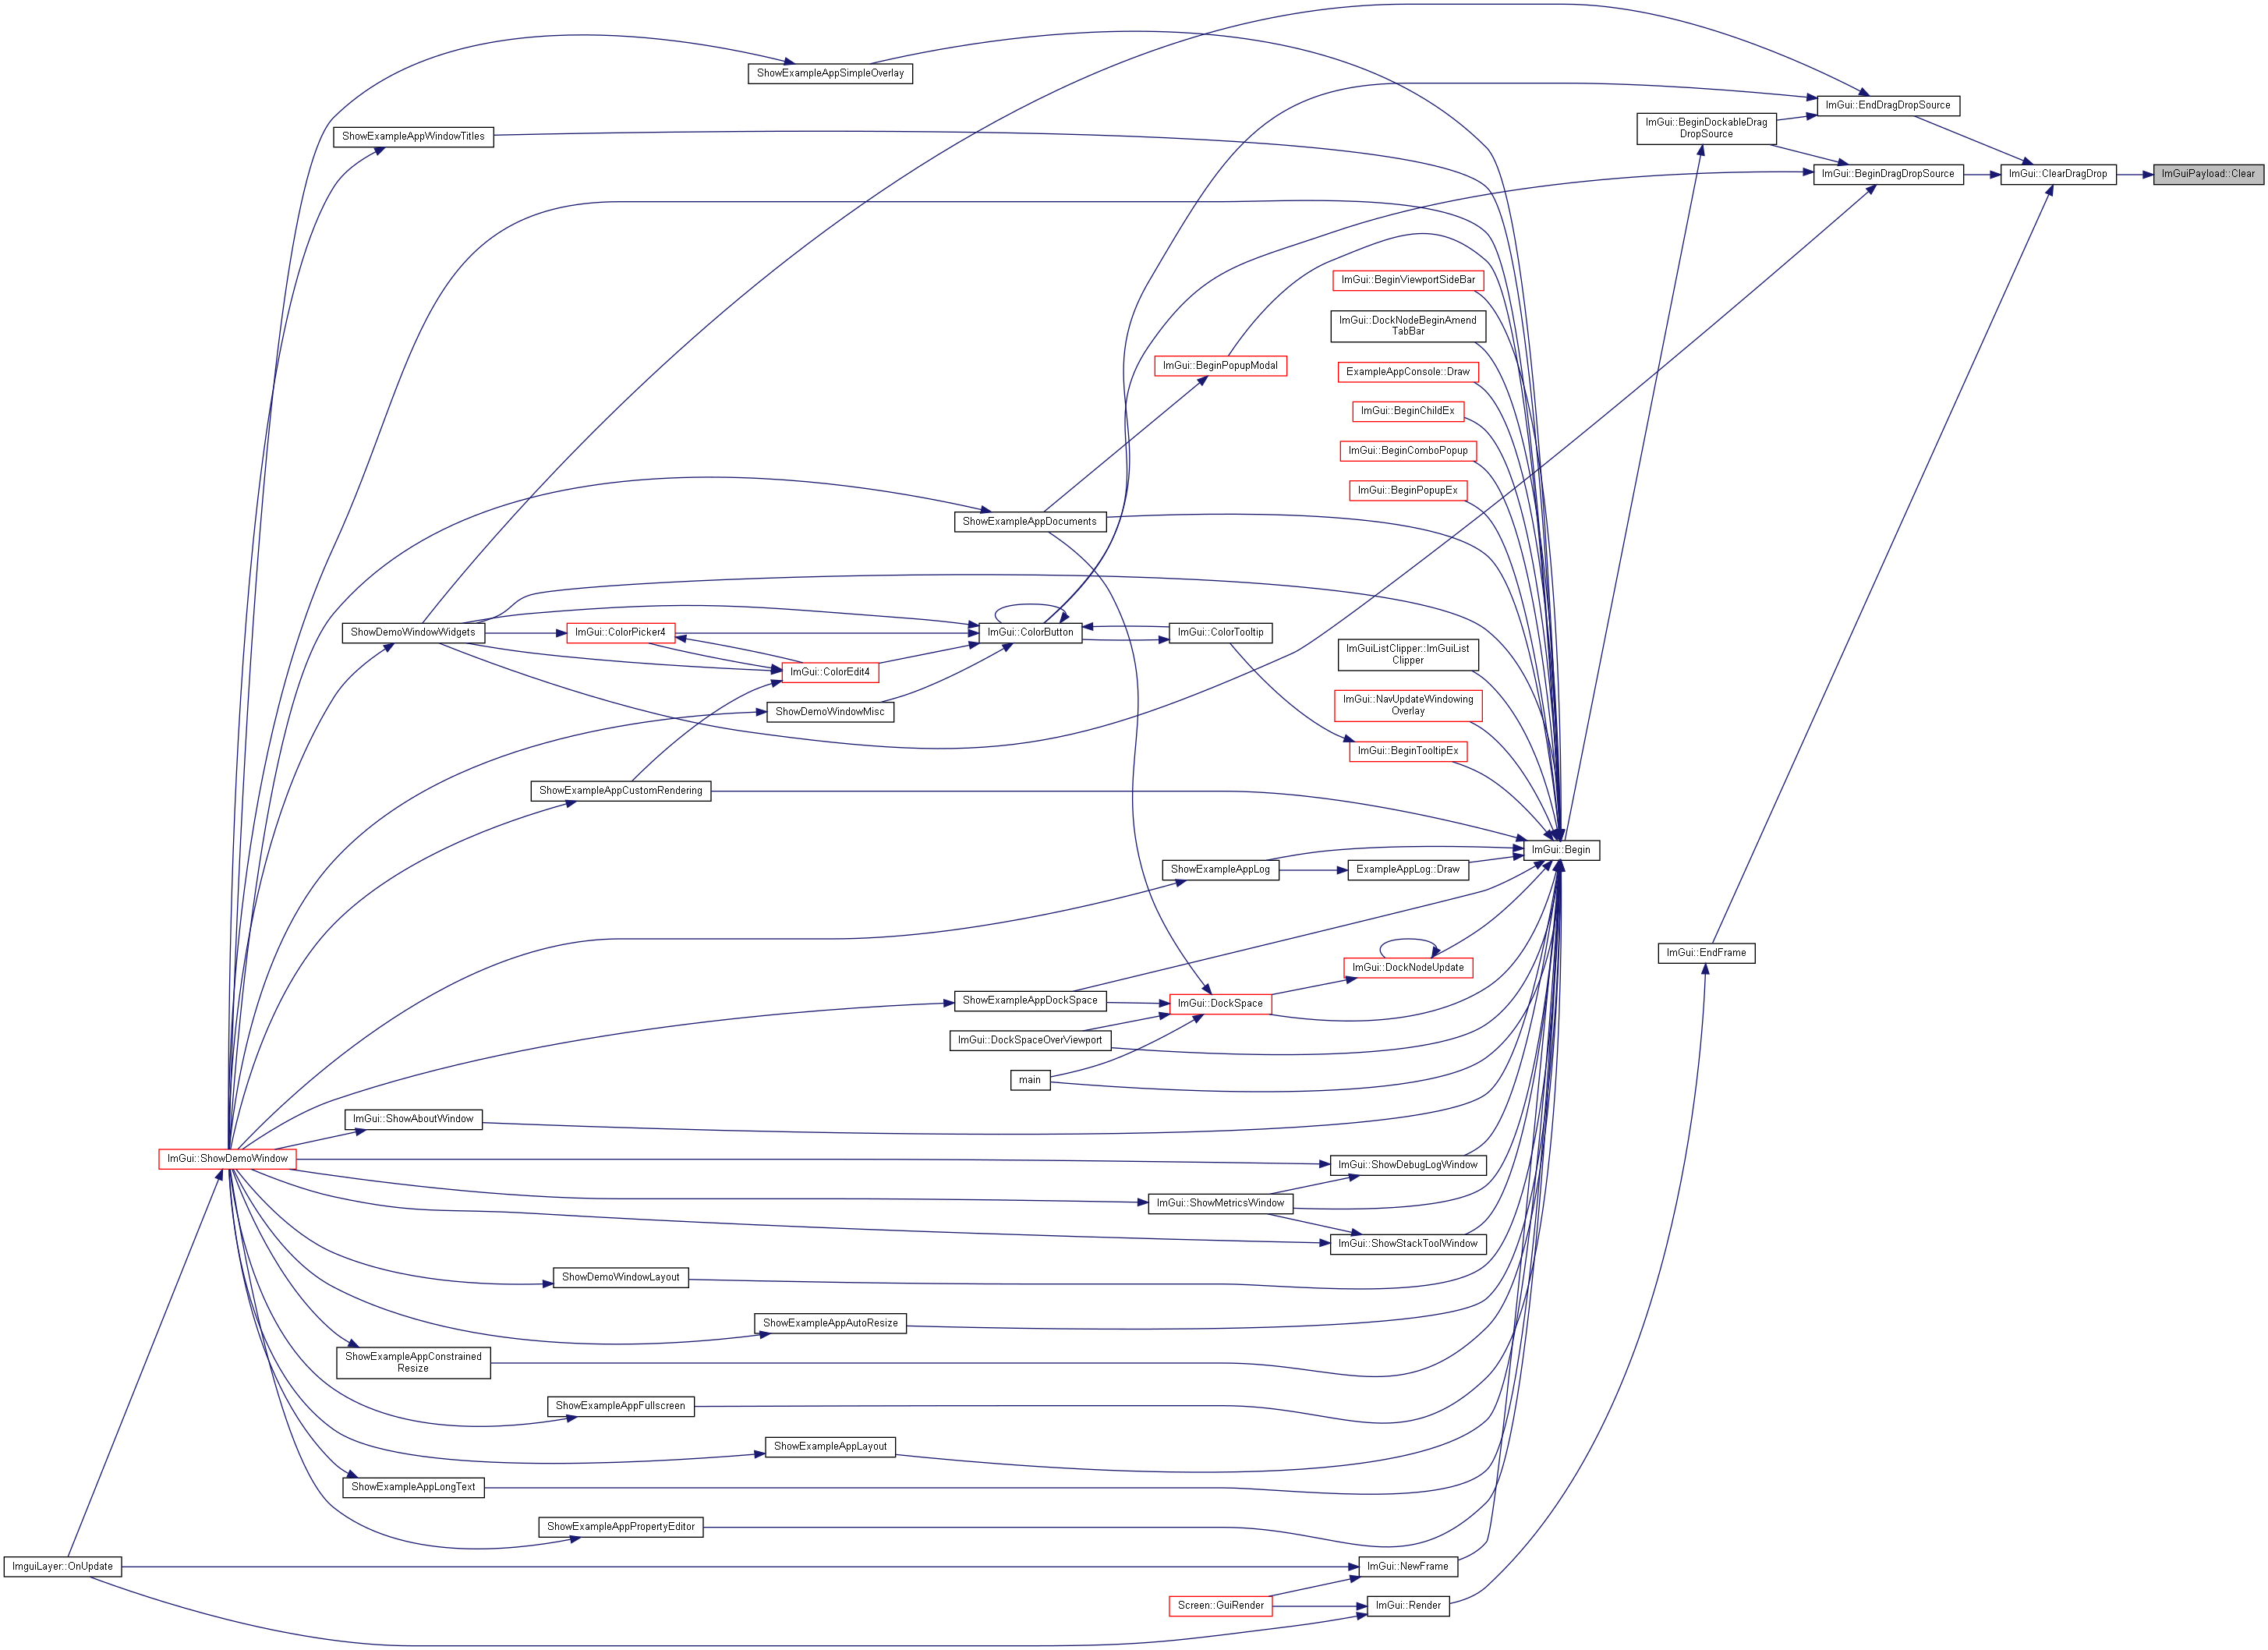 ShowExampleAppSimpleOverlay
ImGui::EndDragDropSource
ImGui::BeginDockableDrag
DropSource
ShowExampleAppWindowTitles
ImGui::BeginDragDropSource
ImGui::ClearDragDrop
ImGuiPayload::Clear
ImGui::BeginViewportSideBar
ImGui::DockNodeBeginAmend
TabBar
ImGui::BeginPopupModal
ExampleAppConsole::Draw
ImGui::BeginChildEx
ImGui::BeginComboPopup
ImGui::BeginPopupEx
ShowExampleAppDocuments
ShowDemoWindowWidgets
ImGui::ColorPicker4
ImGui::ColorButton
ImGui::ColorTooltip
ImGuiListClipper::ImGuiList
Clipper
ImGui::ColorEdit4
ShowDemoWindowMisc
ImGui::NavUpdateWindowing
Overlay
ImGui::BeginTooltipEx
ShowExampleAppCustomRendering
ImGui::Begin
ShowExampleAppLog
ExampleAppLog::Draw
ImGui::EndFrame
ImGui::DockNodeUpdate
ShowExampleAppDockSpace
ImGui::DockSpace
ImGui::DockSpaceOverViewport
main
ImGui::ShowAboutWindow
ImGui::ShowDemoWindow
ImGui::ShowDebugLogWindow
ImGui::ShowMetricsWindow
ImGui::ShowStackToolWindow
ShowDemoWindowLayout
ShowExampleAppAutoResize
ShowExampleAppConstrained
Resize
ShowExampleAppFullscreen
ShowExampleAppLayout
ShowExampleAppLongText
ShowExampleAppPropertyEditor
ImguiLayer::OnUpdate
ImGui::NewFrame
Screen::GuiRender
ImGui::Render